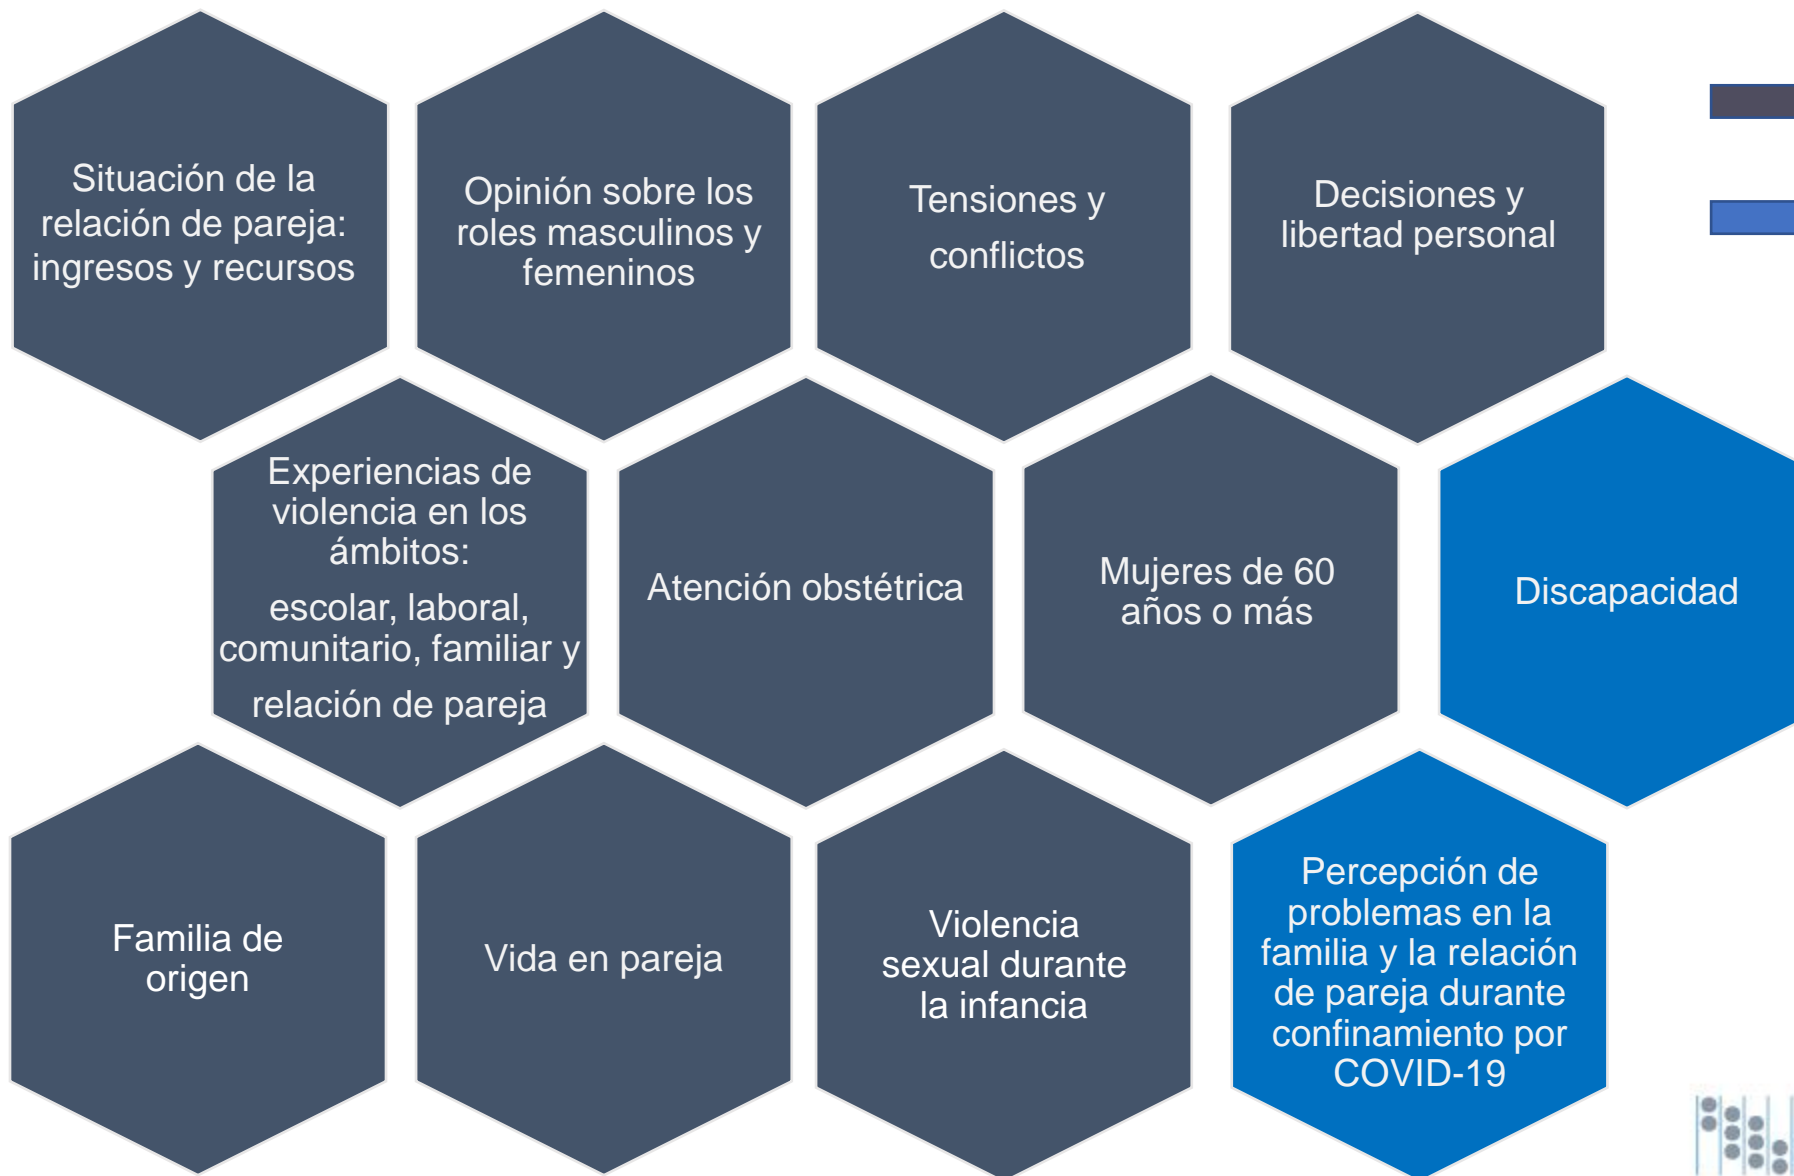 Situación de la
relación de pareja:
ingresos y recursos
Opinión sobre los
roles masculinos y
femeninos
Tensiones y
conflictos
Decisiones y
libertad personal
Experiencias de
violencia en los
ámbitos:
escolar, laboral,
comunitario, familiar y
relación de pareja
Atención obstétrica
Mujeres de 60
años o más
Discapacidad
Familia de
origen
Vida en pareja
Violencia
sexual durante
la infancia
Percepción de
problemas en la
familia y la relación
de pareja durante
confinamiento por
COVID-19